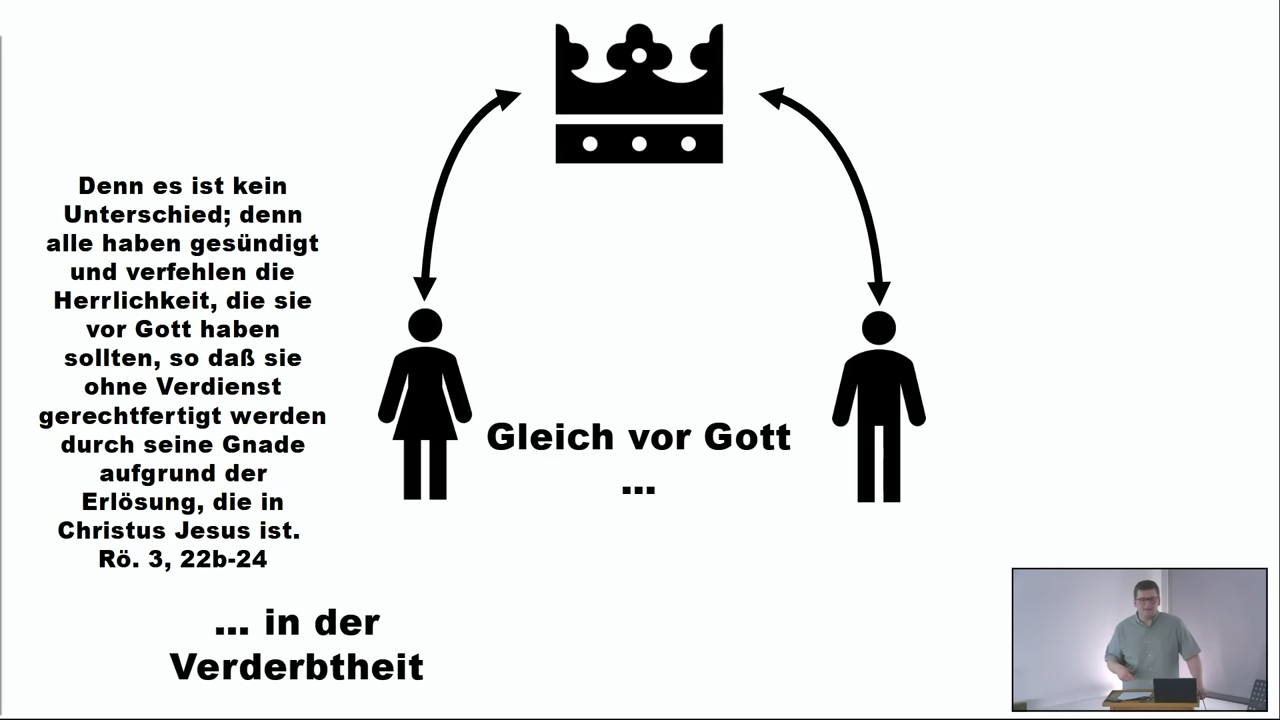 Denn es ist kein
Unterschied; denn
alle haben gesündigt
und verfehlen die
Herrlichkeit, die sie
vor Gott haben
sollten, so daß sie
ohne Verdienst
gerechtfertigt werden
durch seine Gnade
aufgrund der
Erlösung, die in
Christus Jesus ist.
Rö. 3, 22b-24
Gleich vor Gott
...
... in der
Verderbtheit